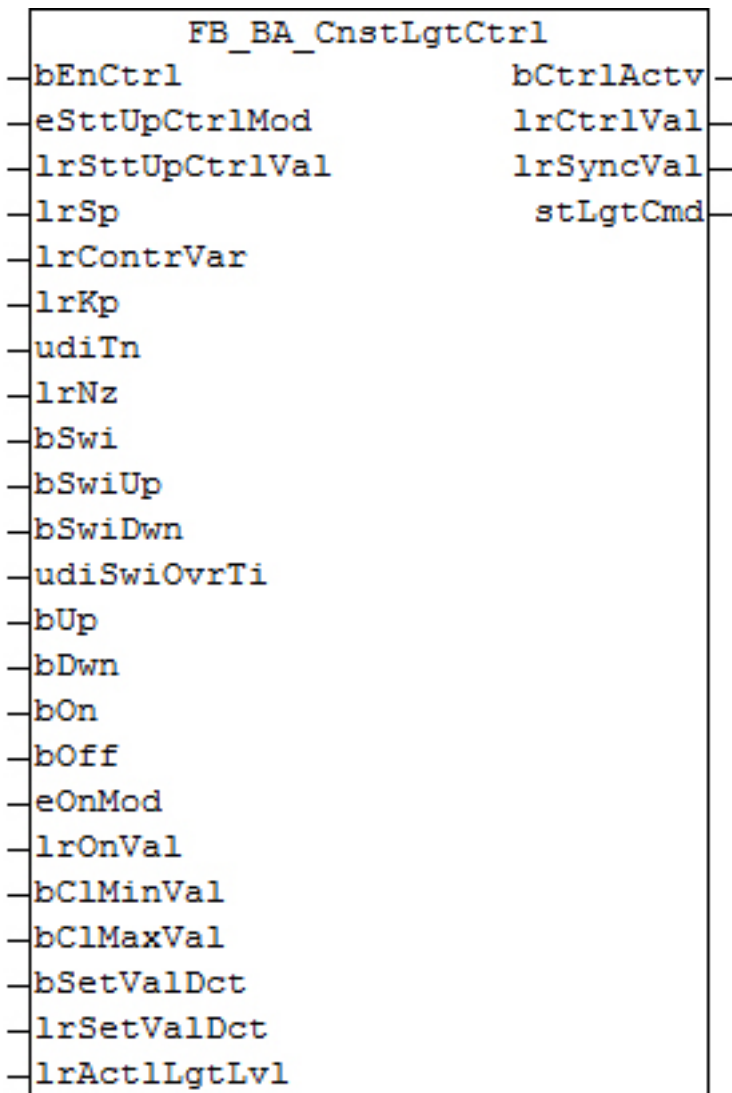 FB_BA_CnstLgtCtrl
bEnCtrl bCtrlActv
eSttUpCtrlMod lrCtrlVal
lrSttUpCtrlVal lrSyncVal
lrSp stLgtCmd
lrContrVar
lrKp
udiTn
lrNz
bSwi
bSwiUp
bSwiDwn
udiSwiOvrTi
bUp
bDwn
bOn
bOff
eOnMod
lrOnVal
bClMinVal
bClMaxVal
bSetValDct
lrSetValDct
lrActlLgtLvl